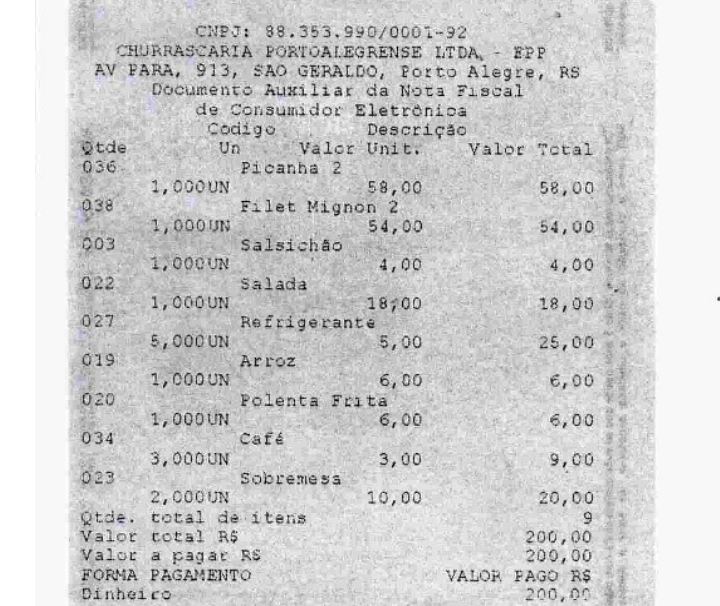 CNPJ: 88.353.990/0001-92
CHURRASCARIA PORTOALEGRENSE LTDA - EPP
AV PARA, 913, SAO GERALDO, Porto Alegre, RS
Documento Auxiliar da Nota Fiscal
de Consumidor Eletrônica
Código Descrição
Qtde Un Valor Unit. Valor Total
036 Picanha 2
1,000UN 58,00 58,00
038 Filet Mignon 2
1,000UN 54,00 54,00
003 Salsichão
1,000UN 4,00 4,00
022 Salada
1,000UN 18,00 18,00
027 Refrigerante
5,000UN 5,00 25,00
019 Arroz
1,000UN 6,00 6,00
020 Polenta Frita
1,000UN 6,00 6,00
034 Café
3,000UN 3,00 9,00
023 Sobremesa
2,000UN 10,00 20,00
Qtde. total de itens 9
Valor total R$ 200,00
Valor a pagar R$ 200,00
FORMA PAGAMENTO VALOR PAGO R$
Dinheiro 200,00